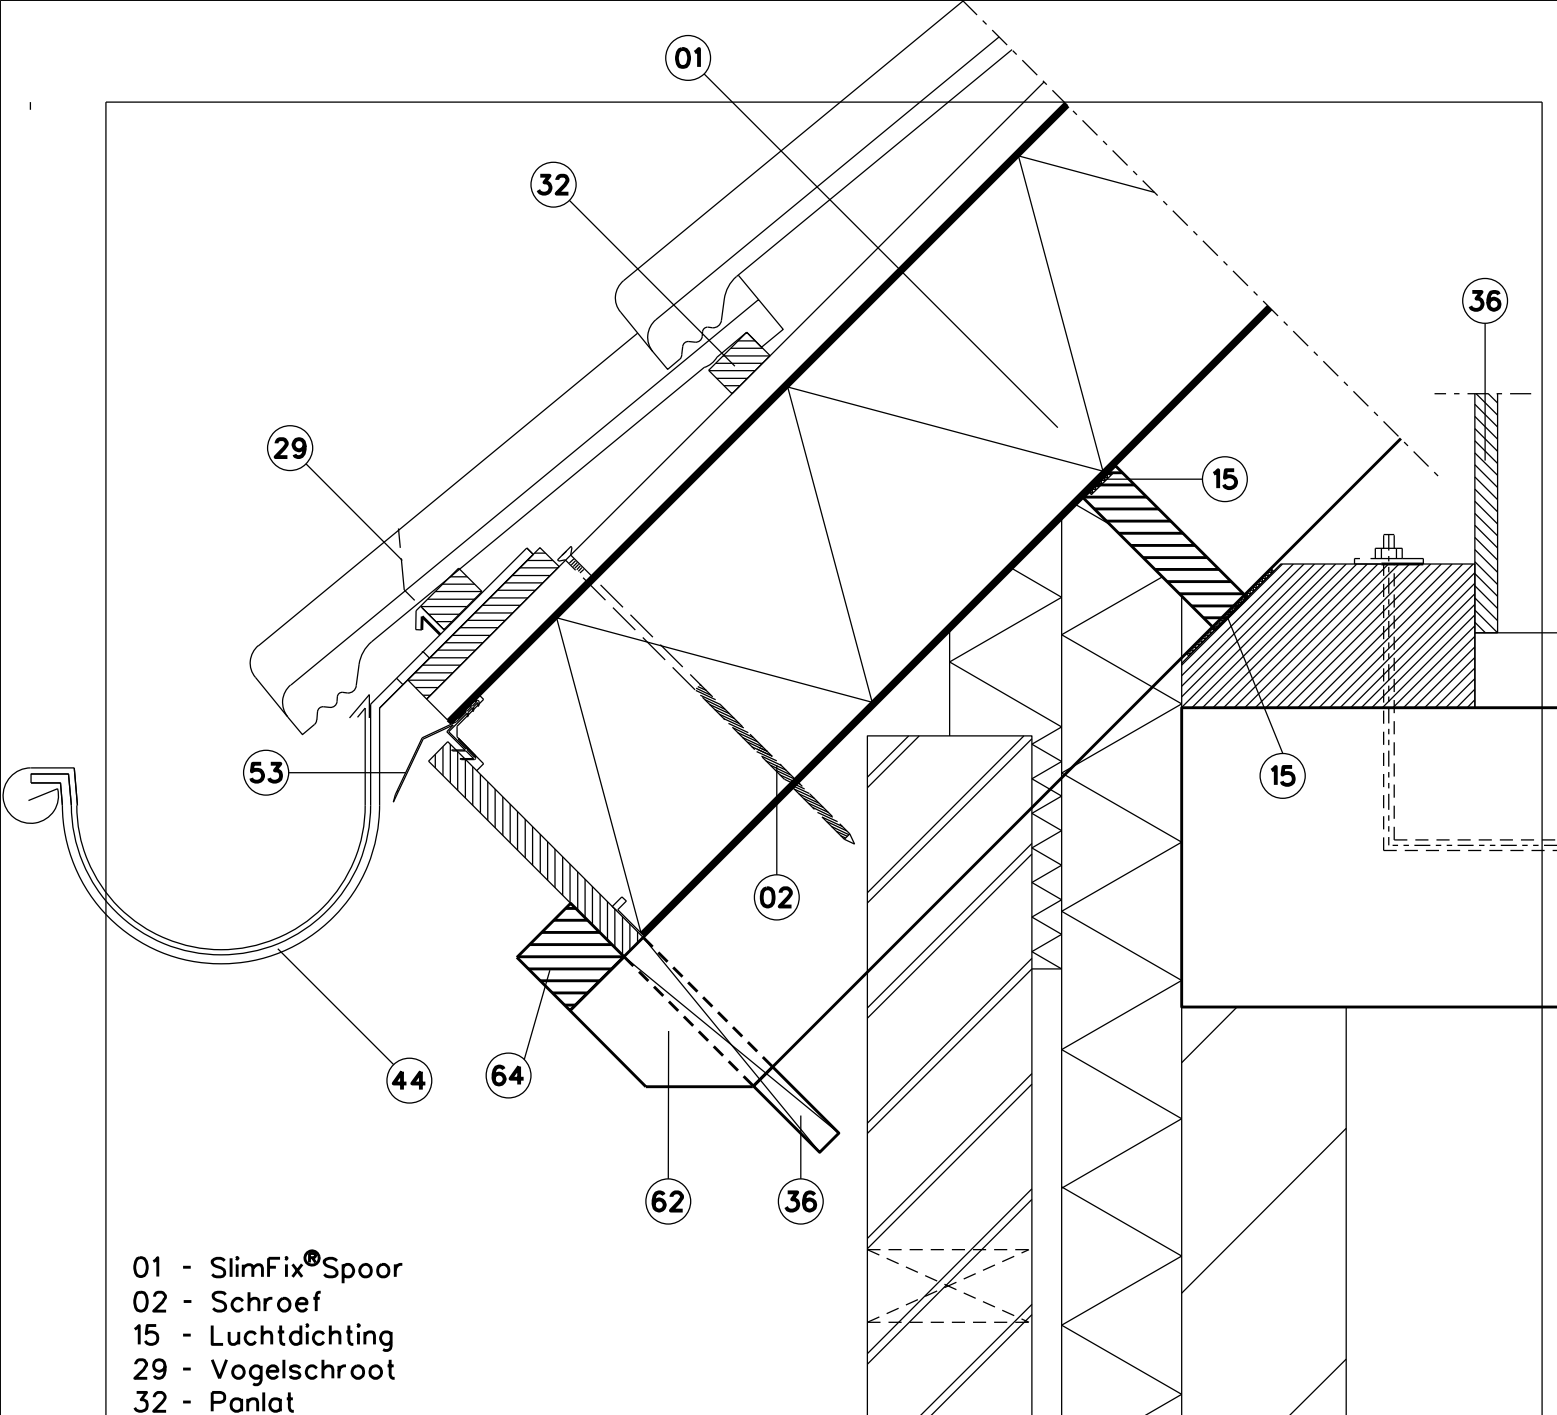 01
32
36
29
15
53
15
02
44
64
62
36
01 - SlimFix®Spoor
02 - Schroef
15 - Luchtdichting
29 - Vogelschroot
32 - Panlat